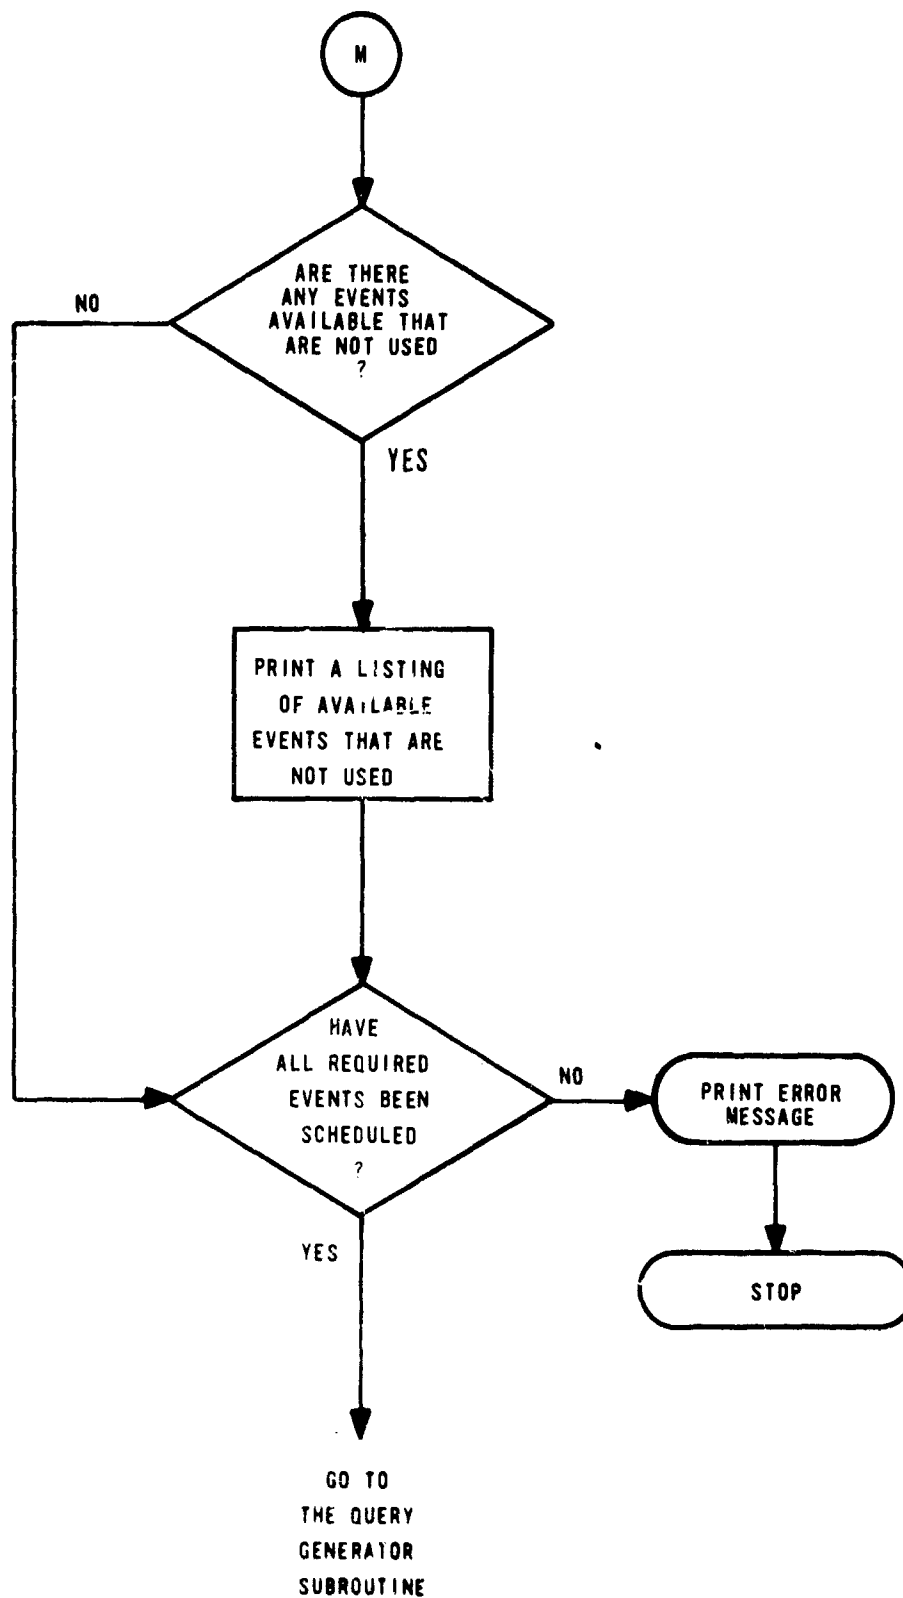 M
ARE THERE
ANY EVENTS
AVAILABLE THAT
ARE NOT USED
?
NO
YES
PRINT A LISTING
OF AVAILABLE
EVENTS THAT ARE
NOT USED
HAVE
ALL REQUIRED
EVENTS BEEN
SCHEDULED
?
NO
PRINT ERROR
MESSAGE
YES
STOP
GO TO
THE QUERY
GENERATOR
SUBROUTINE